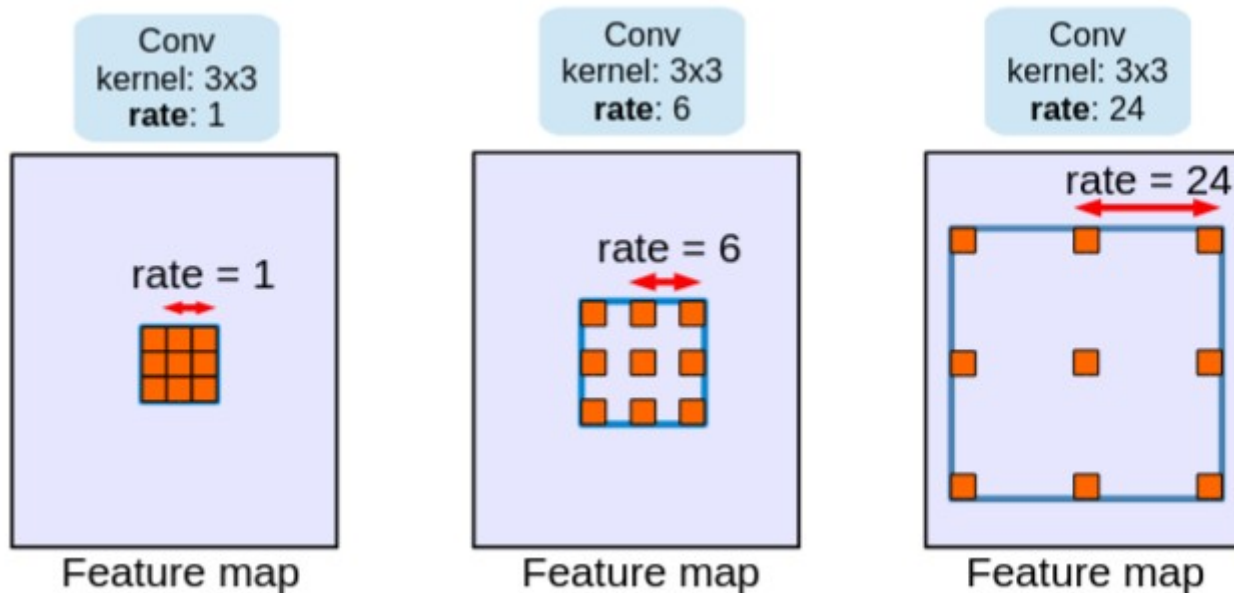 Conv
kernel: 3x3
rate: 1
Conv
kernel: 3x3
rate: 6
Conv
kernel: 3x3
rate: 24
rate = 1
rate = 6
rate = 24
Feature map
Feature map
Feature map